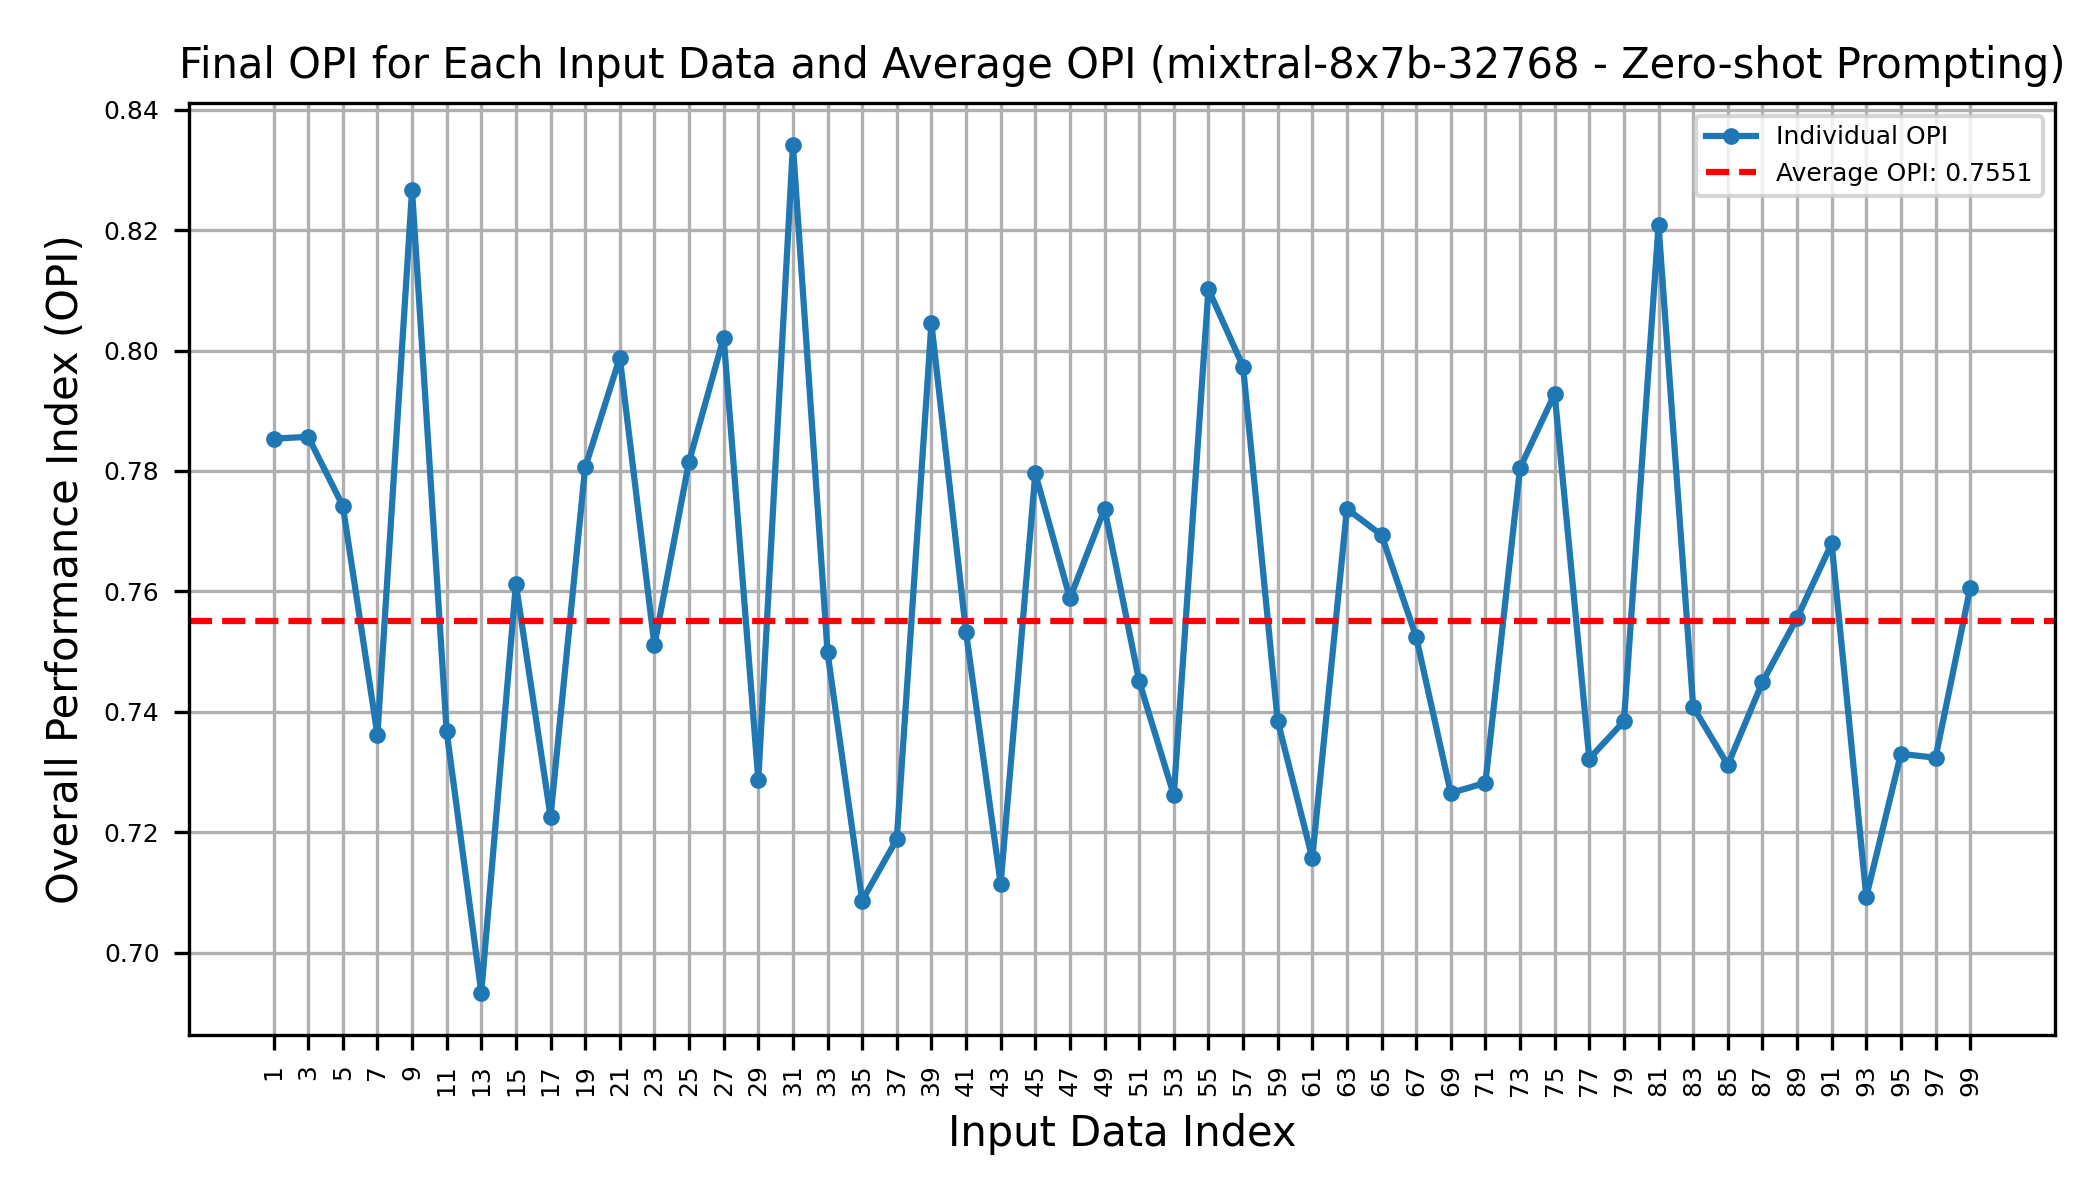 Final OPI for Each Input Data and Average OPI (mixtral-8x7b-32768 - Zero-shot Prompting)
Individual OPI
Average OPI: 0.7551
Overall Performance Index (OPI)
0.84
0.82
0.80
0.78
0.76
0.74
0.72
0.70
1 3 5 7 9 11 13 15 17 19 21 23 25 27 29 31 33 35 37 39 41 43 45 47 49 51 53 55 57 59 61 63 65 67 69 71 73 75 77 79 81 83 85 87 89 91 93 95 97 99
Input Data Index